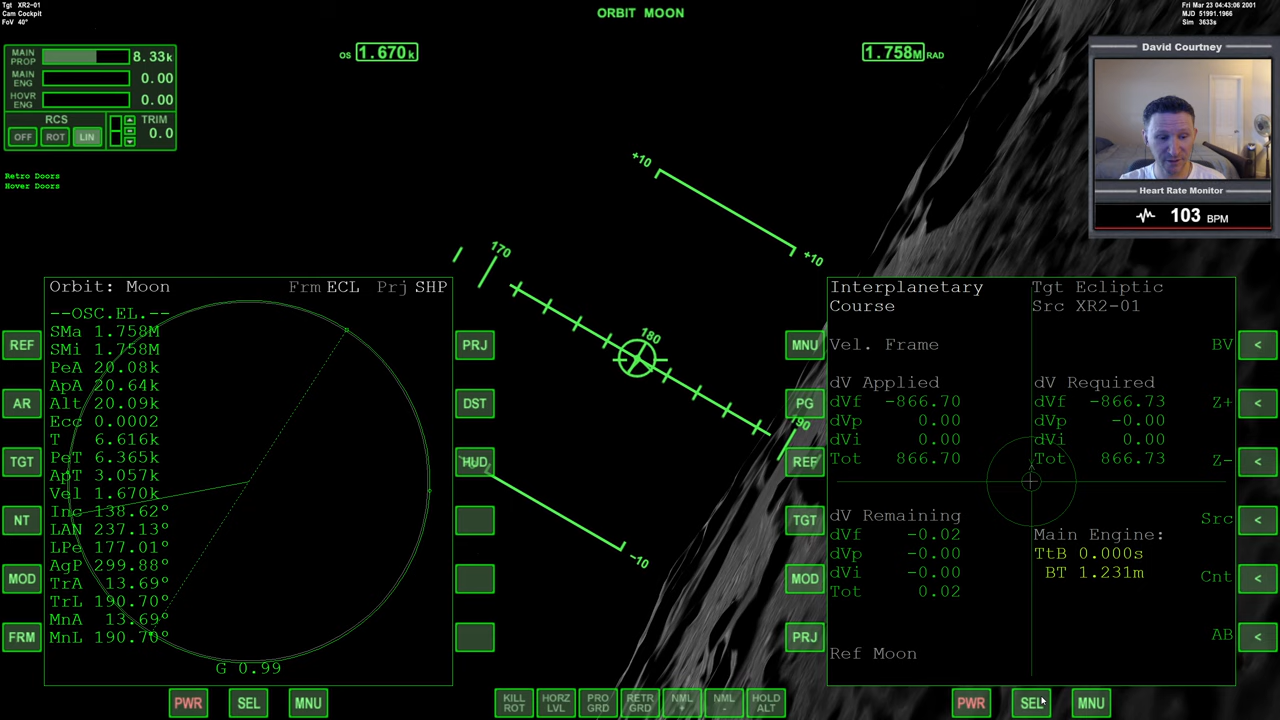 Tgt XR2-01
Cam Cockpit
FoV 40°
ORBIT MOON
Fri Mar 23 04:43:06 2001
MJD 51991.1966
Sim 3633s
MAIN PROP 8.33k
MAIN ENG 0.00
HOVR ENG 0.00
RCS TRIM
OFF ROT LIN 0.0
Retro Doors
Hover Doors
OS 1.670k
1.758M RAD
David Courtney
Heart Rate Monitor
103 BPM
+10 +10
170
180
190
-10
Orbit: Moon Frm ECL Prj SHP
--OSC.EL.--
SMa 1.758M
SMi 1.758M
PeA 20.08k
ApA 20.64k
Alt 20.09k
Ecc 0.0002
T 6.616k
PeT 6.365k
ApT 3.057k
Vel 1.670k
Inc 138.62°
LAN 237.13°
LPe 177.01°
AgP 299.88°
TrA 13.69°
TrL 190.70°
MnA 13.69°
MnL 190.70°
G 0.99
REF
AR
TGT
NT
MOD
FRM
PRJ
DST
HUD
PWR SEL MNU
Interplanetary Tgt Ecliptic
Course Src XR2-01
Vel. Frame
dV Applied dV Required
dVf -866.70 dVf -866.73
dVp 0.00 dVp -0.00
dVi 0.00 dVi 0.00
Tot 866.70 Tot 866.73
dV Remaining
dVf -0.02 Main Engine:
dVp -0.00 TtB 0.000s
dVi -0.00 BT 1.231m
Tot 0.02
Ref Moon
MNU
PG
REF
TGT
MOD
PRJ
BV <
Z+ <
Z- <
Src <
Cnt <
AB <
KILL ROT
HORZ LVL
PRO GRD
RETR GRD
NML +
NML -
HOLD ALT
PWR SEL MNU